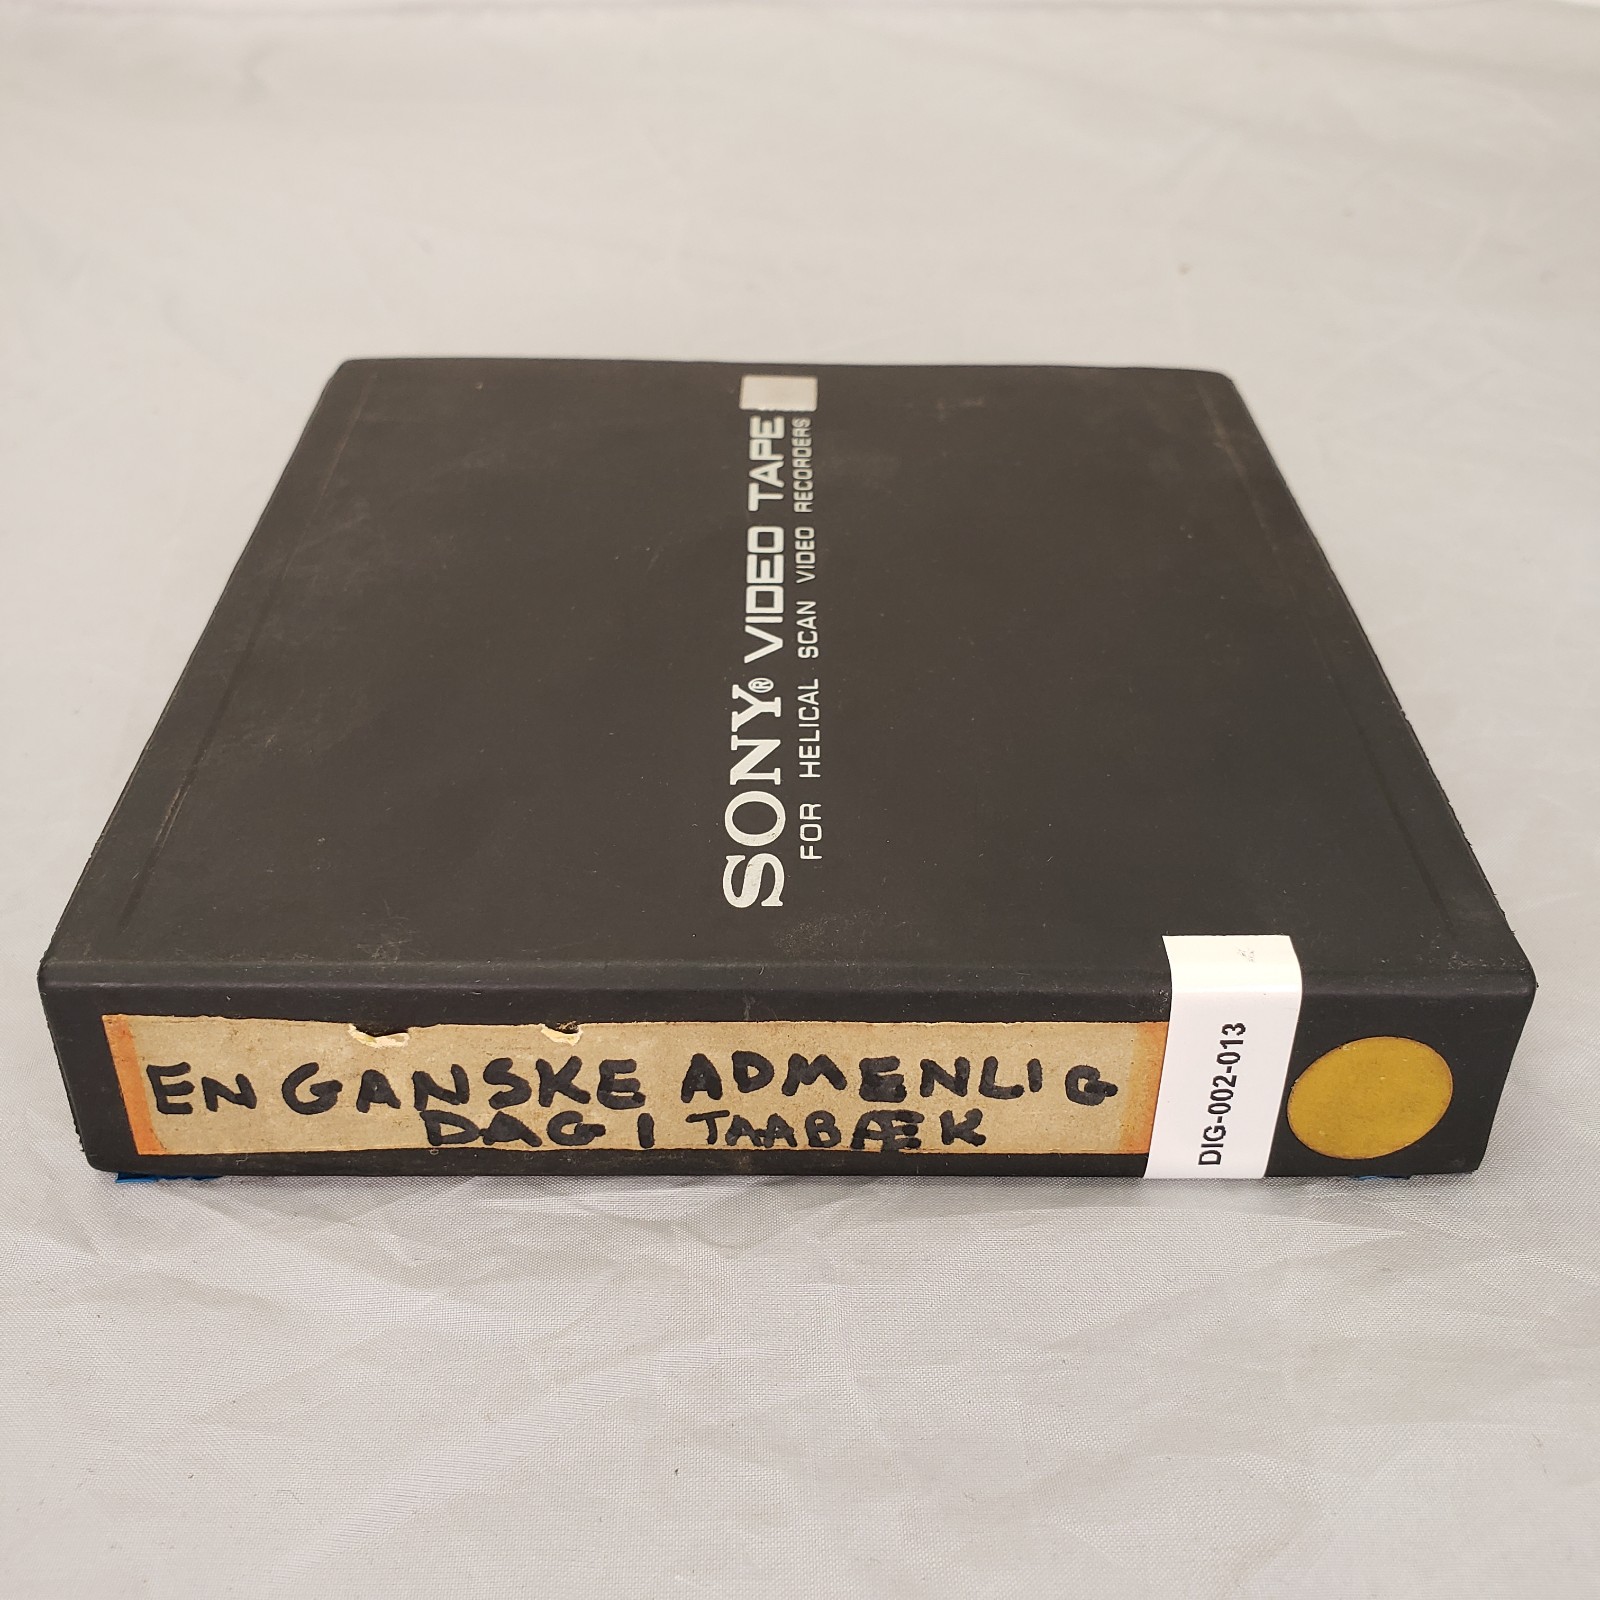 SONY® VIDEO TAPE
FOR HELICAL SCAN VIDEO RECORDERS
EN GANSKE ADMENLIG
DAG I TAABÆK
DIG-002-013